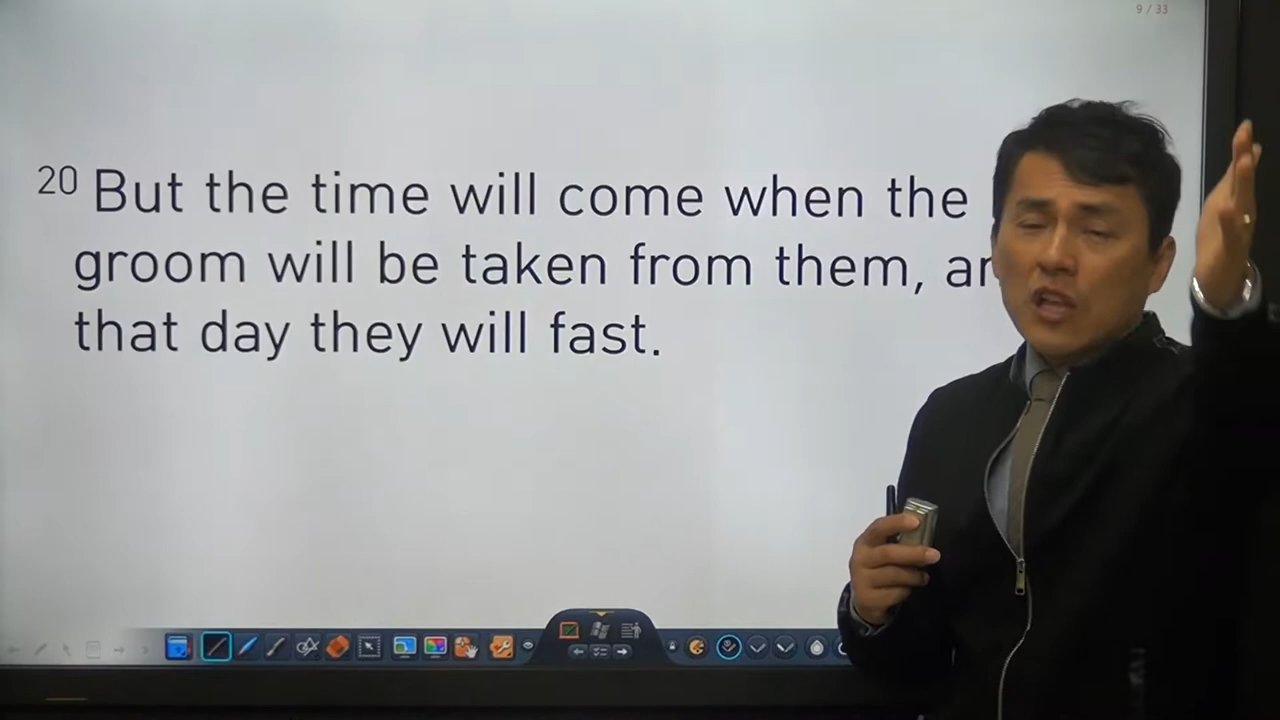 9 / 33
20 But the time will come when the
groom will be taken from them,
that day they will fast.